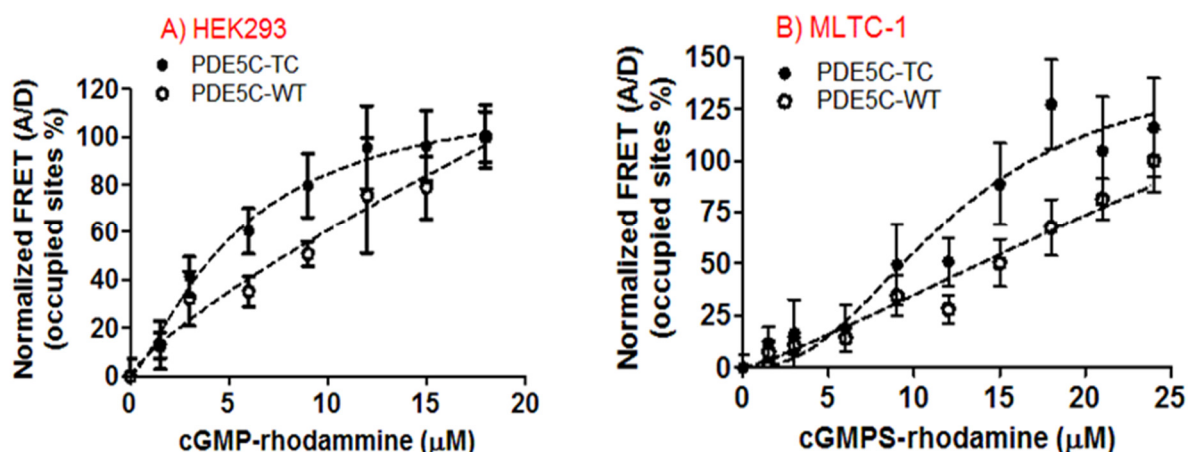 A) HEK293
PDE5C-TC
PDE5C-WT
Normalized FRET (A/D)
(occupied sites %)
120
100
80
60
40
20
0
0 5 10 15 20
cGMP-rhodammine (μM)
B) MLTC-1
PDE5C-TC
PDE5C-WT
Normalized FRET (A/D)
(occupied sites %)
150
125
100
75
50
25
0
0 5 10 15 20 25
cGMPS-rhodamine (μM)